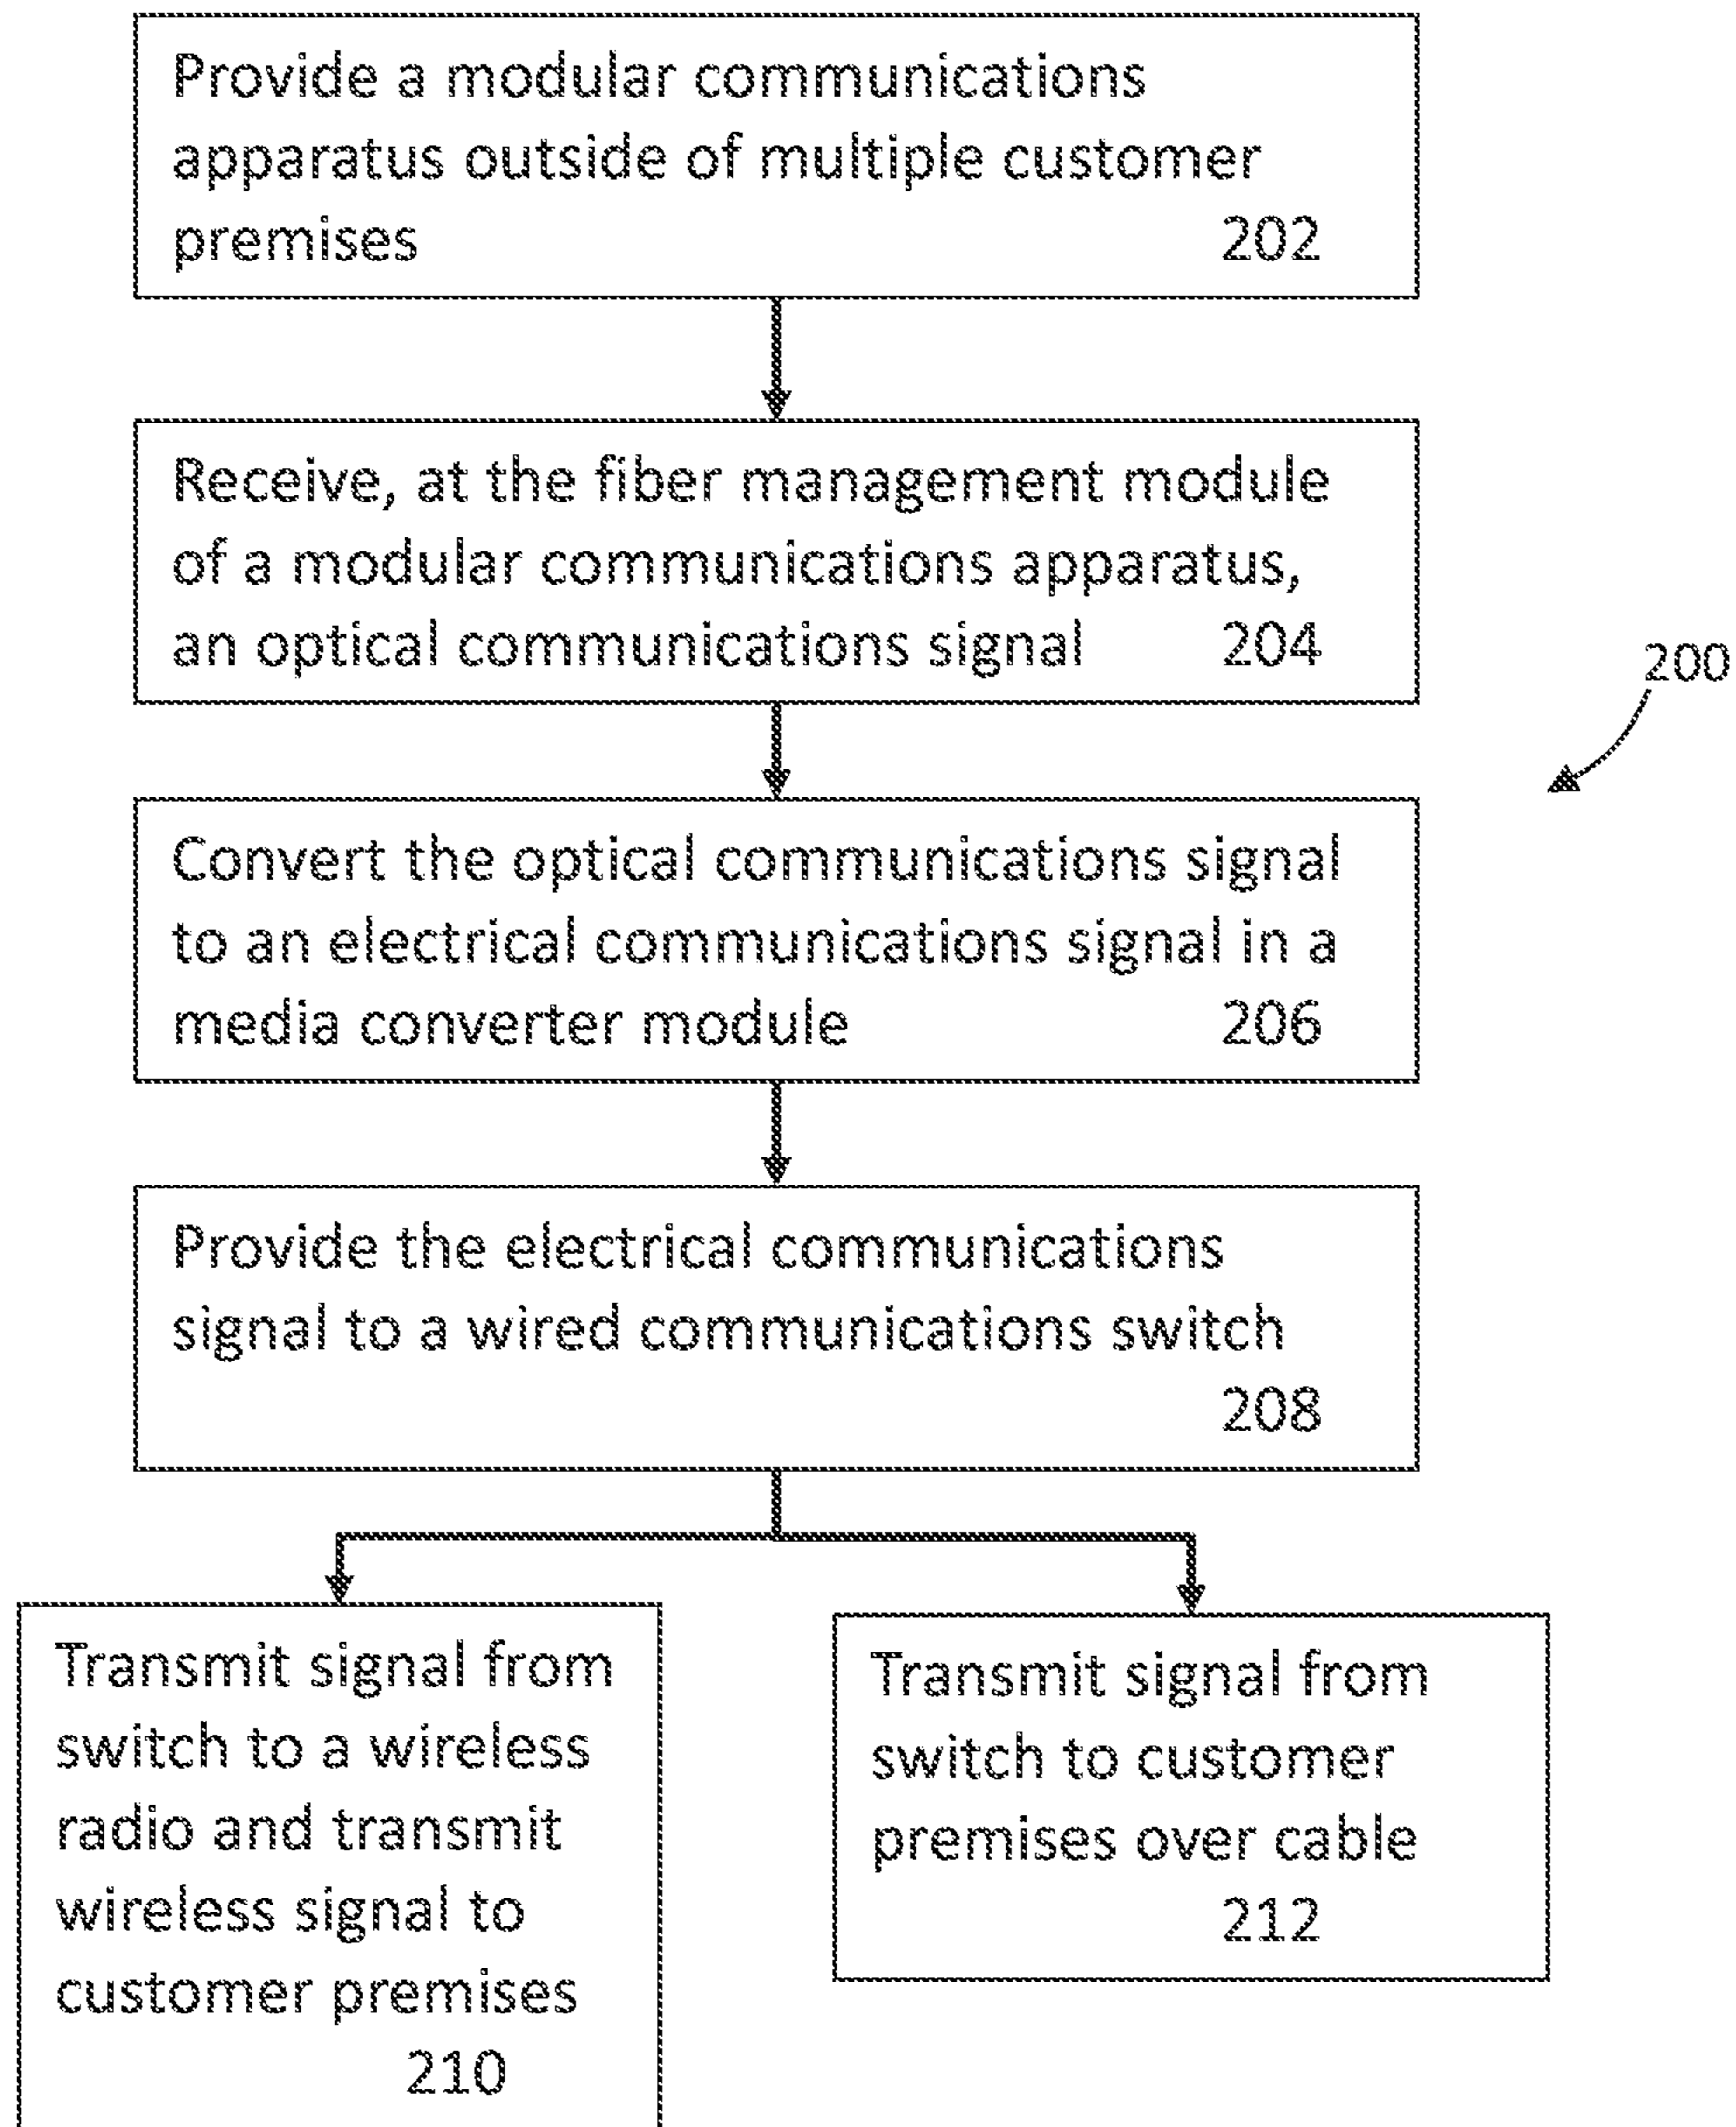 Provide a modular communications
apparatus outside of multiple customer
premises 202
Receive, at the fiber management module
of a modular communications apparatus,
an optical communications signal 204
200
Convert the optical communications signal
to an electrical communications signal in a
media converter module 206
Provide the electrical communications
signal to a wired communications switch
208
Transmit signal from
switch to a wireless
radio and transmit
wireless signal to
customer premises
210
Transmit signal from
switch to customer
premises over cable
212